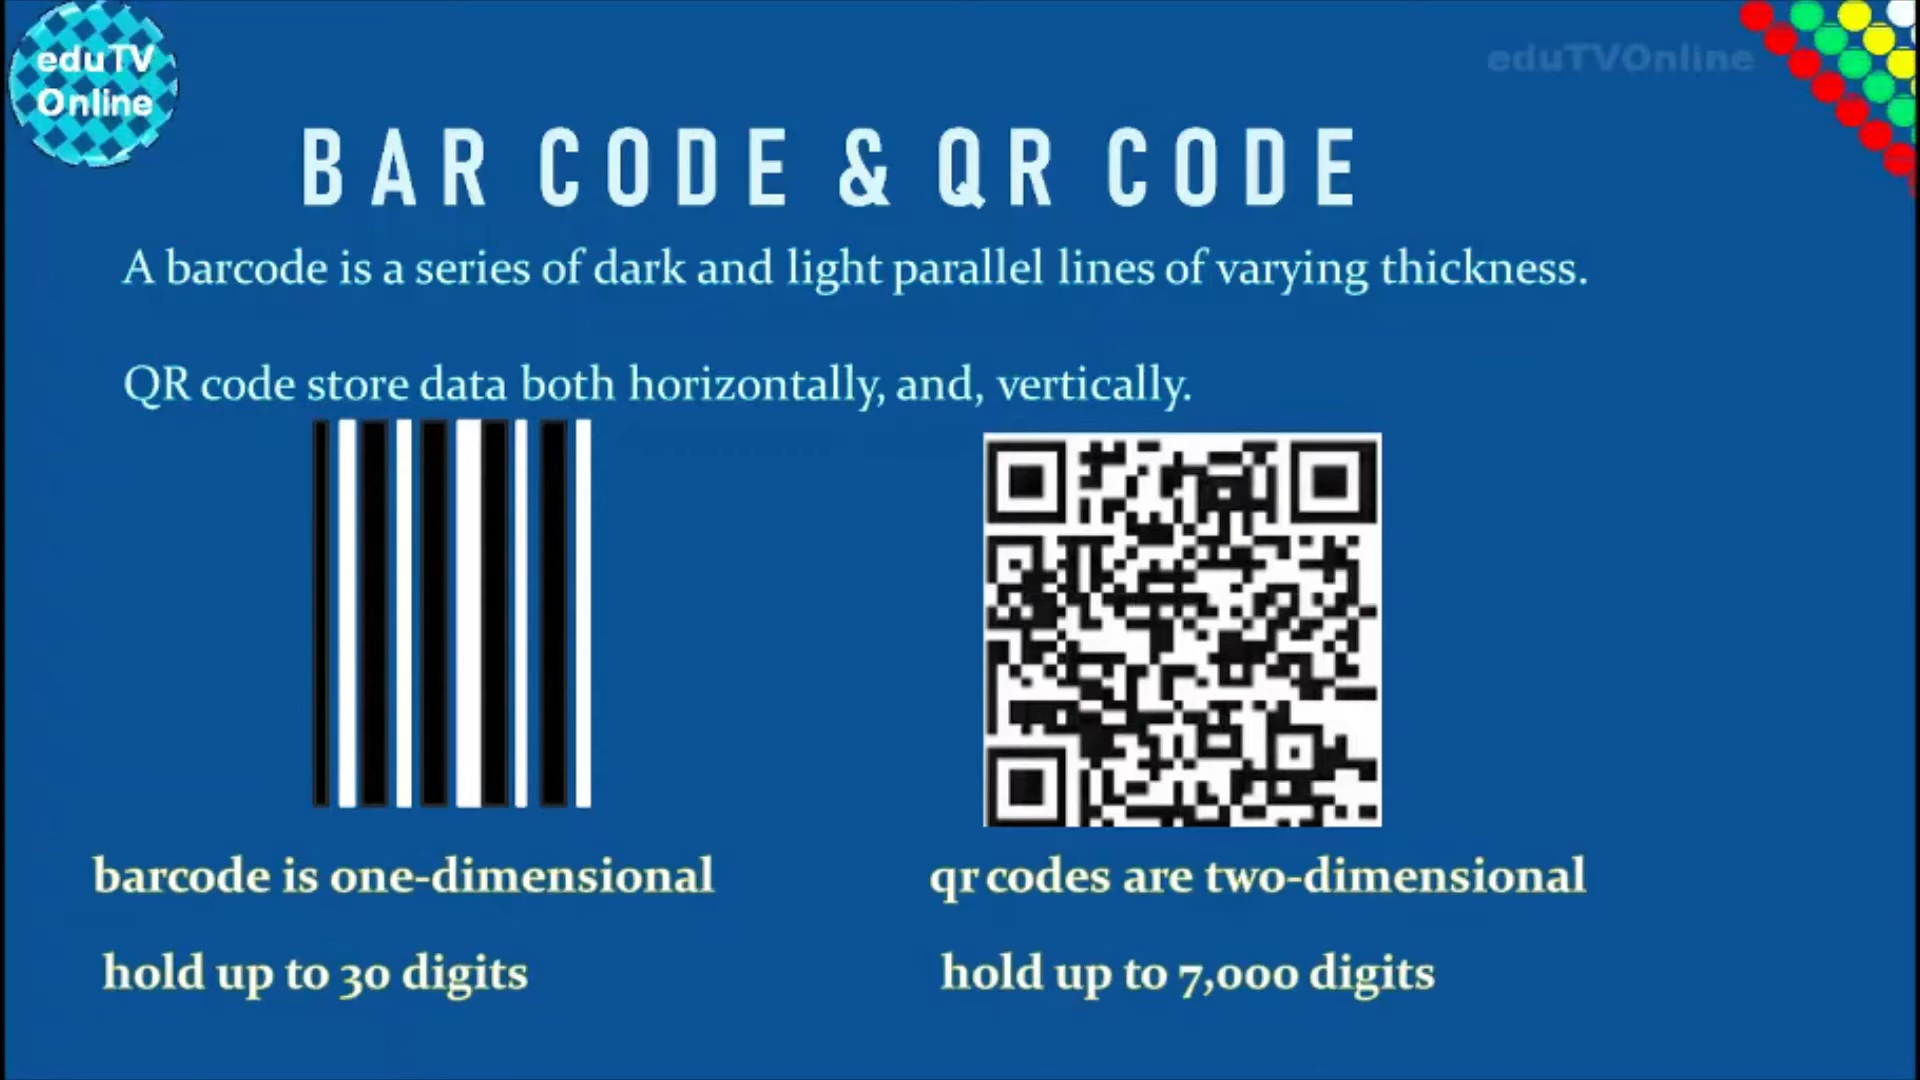 eduTV
Online
eduTVOnline
BAR CODE & QR CODE
A barcode is a series of dark and light parallel lines of varying thickness.
QR code store data both horizontally, and, vertically.
barcode is one-dimensional
qr codes are two-dimensional
hold up to 30 digits
hold up to 7,000 digits